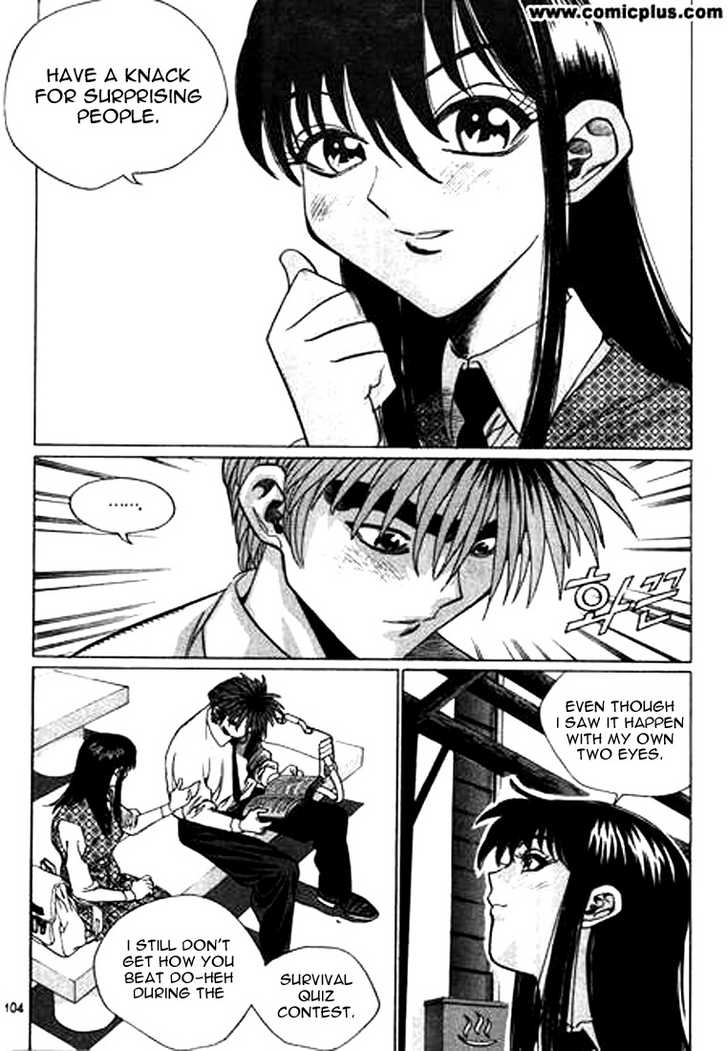 www.comicplus.com
HAVE A KNACK
FOR SURPRISING
PEOPLE.
......
화끈
I STILL DON'T
GET HOW YOU
BEAT DO-HEH
DURING THE
SURVIVAL
QUIZ
CONTEST.
EVEN THOUGH
I SAW IT HAPPEN
WITH MY OWN
TWO EYES.
104